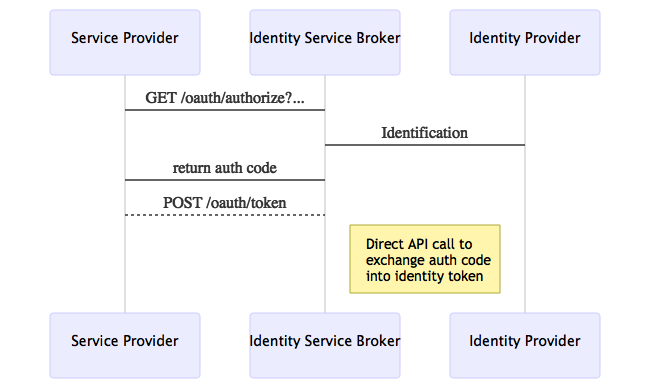 Service Provider
Identity Service Broker
Identity Provider
GET /oauth/authorize?...
Identification
return auth code
POST /oauth/token
Direct API call to
exchange auth code
into identity token
Service Provider
Identity Service Broker
Identity Provider